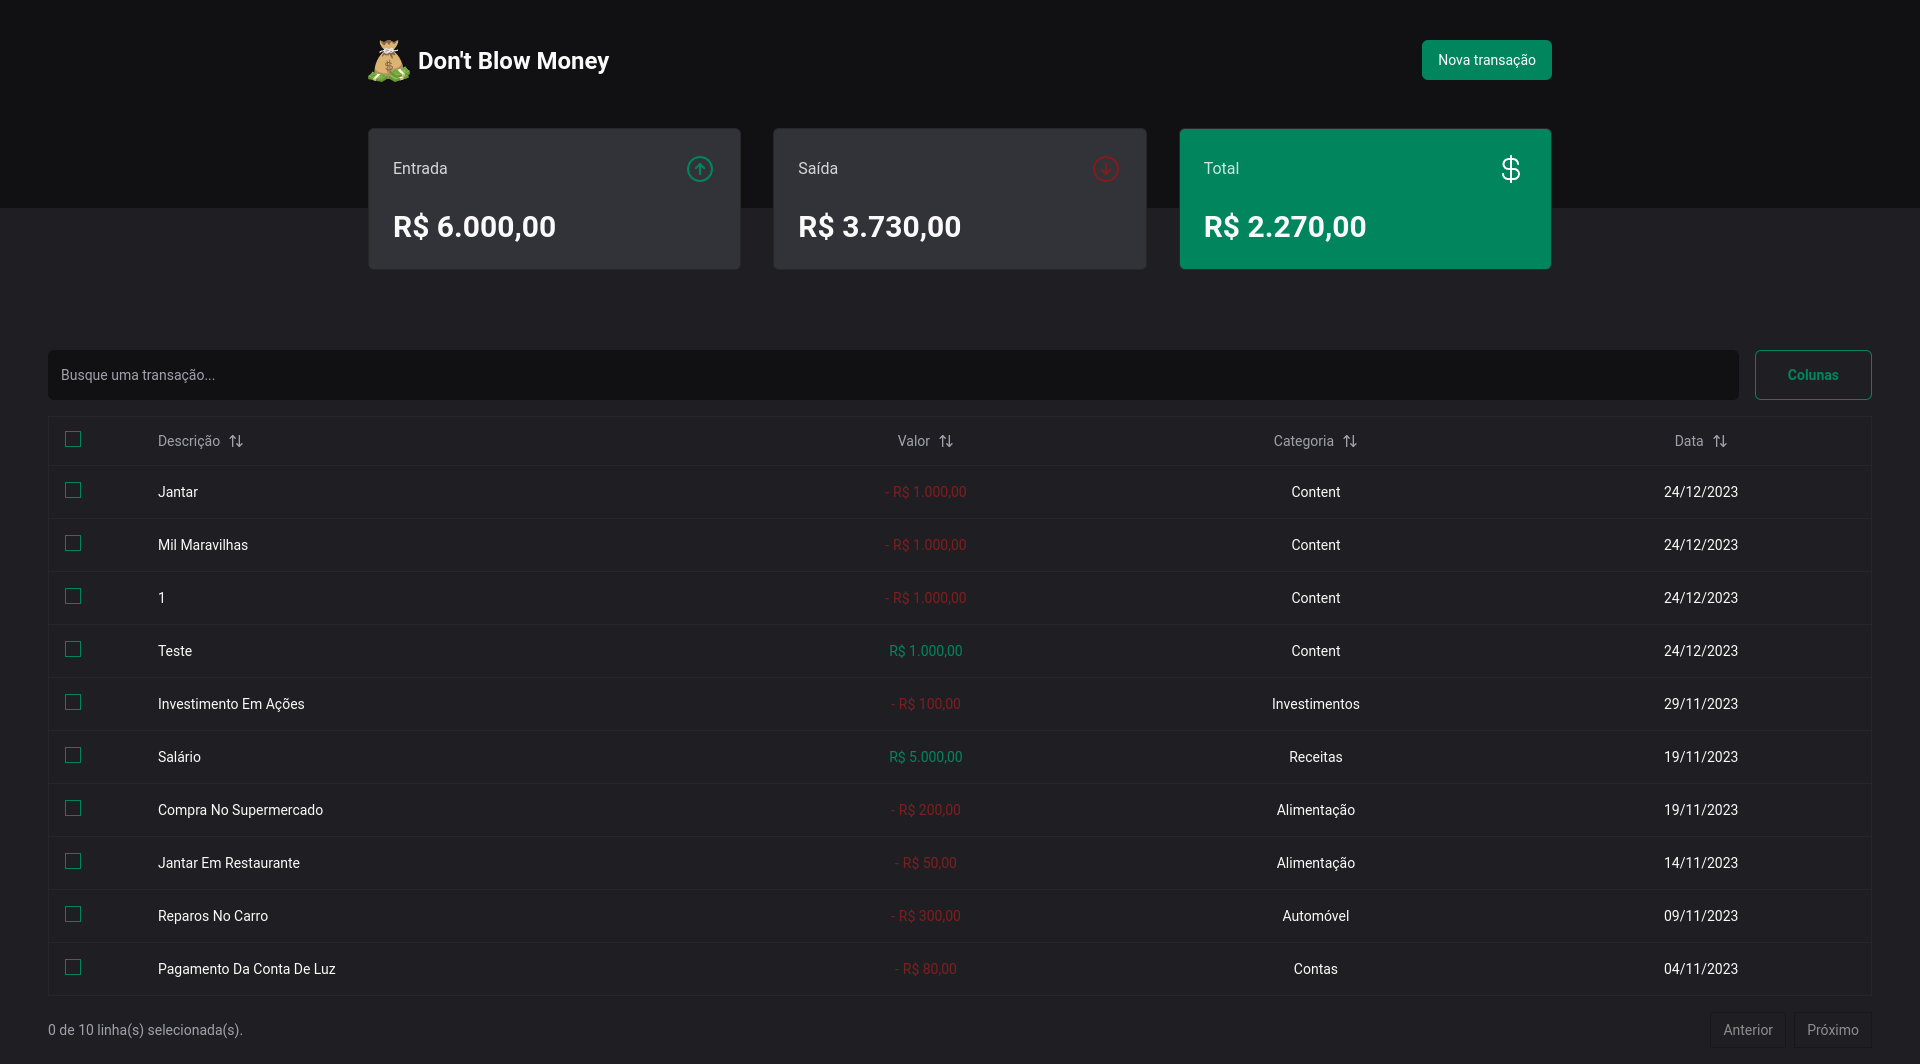 Don't Blow Money
Nova transação
Entrada
R$ 6.000,00
Saída
R$ 3.730,00
Total
$
R$ 2.270,00
Busque uma transação...
Colunas
Descrição Valor Categoria Data
Jantar - R$ 1.000,00 Content 24/12/2023
Mil Maravilhas - R$ 1.000,00 Content 24/12/2023
1 - R$ 1.000,00 Content 24/12/2023
Teste R$ 1.000,00 Content 24/12/2023
Investimento Em Ações - R$ 100,00 Investimentos 29/11/2023
Salário R$ 5.000,00 Receitas 19/11/2023
Compra No Supermercado - R$ 200,00 Alimentação 19/11/2023
Jantar Em Restaurante - R$ 50,00 Alimentação 14/11/2023
Reparos No Carro - R$ 300,00 Automóvel 09/11/2023
Pagamento Da Conta De Luz - R$ 80,00 Contas 04/11/2023
0 de 10 linha(s) selecionada(s).
Anterior Próximo